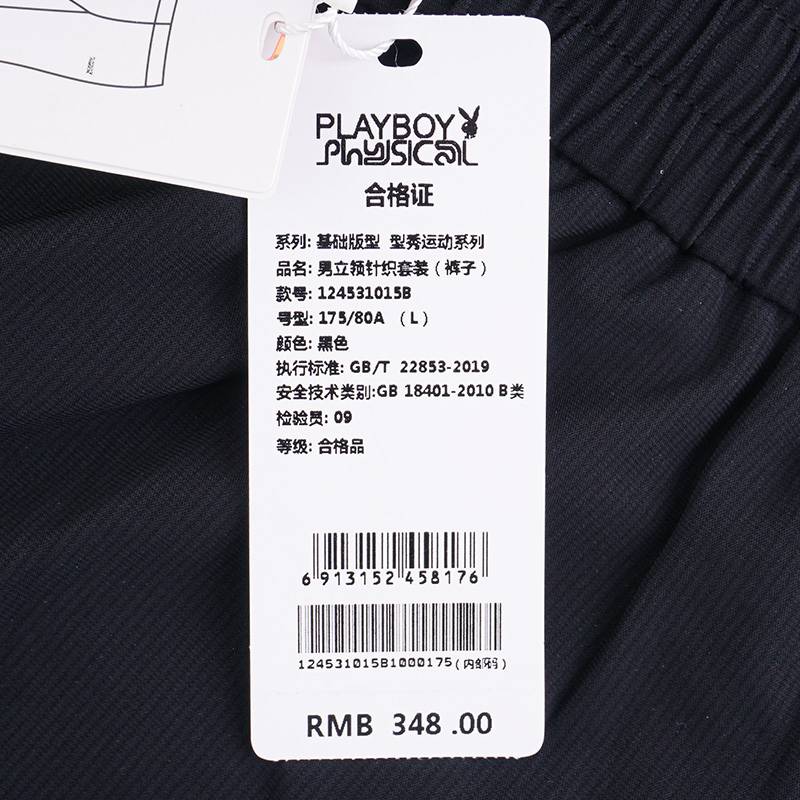 PLAYBOY
PhYSICAL
合格证
系列: 基础版型 型秀运动系列
品名: 男立领针织套装（裤子）
款号: 124531015B
号型: 175/80A （L）
颜色: 黑色
执行标准: GB/T 22853-2019
安全技术类别:GB 18401-2010 B类
检验员: 09
等级: 合格品
6 913152 458176
124531015B1000175(内部码)
RMB 348 .00